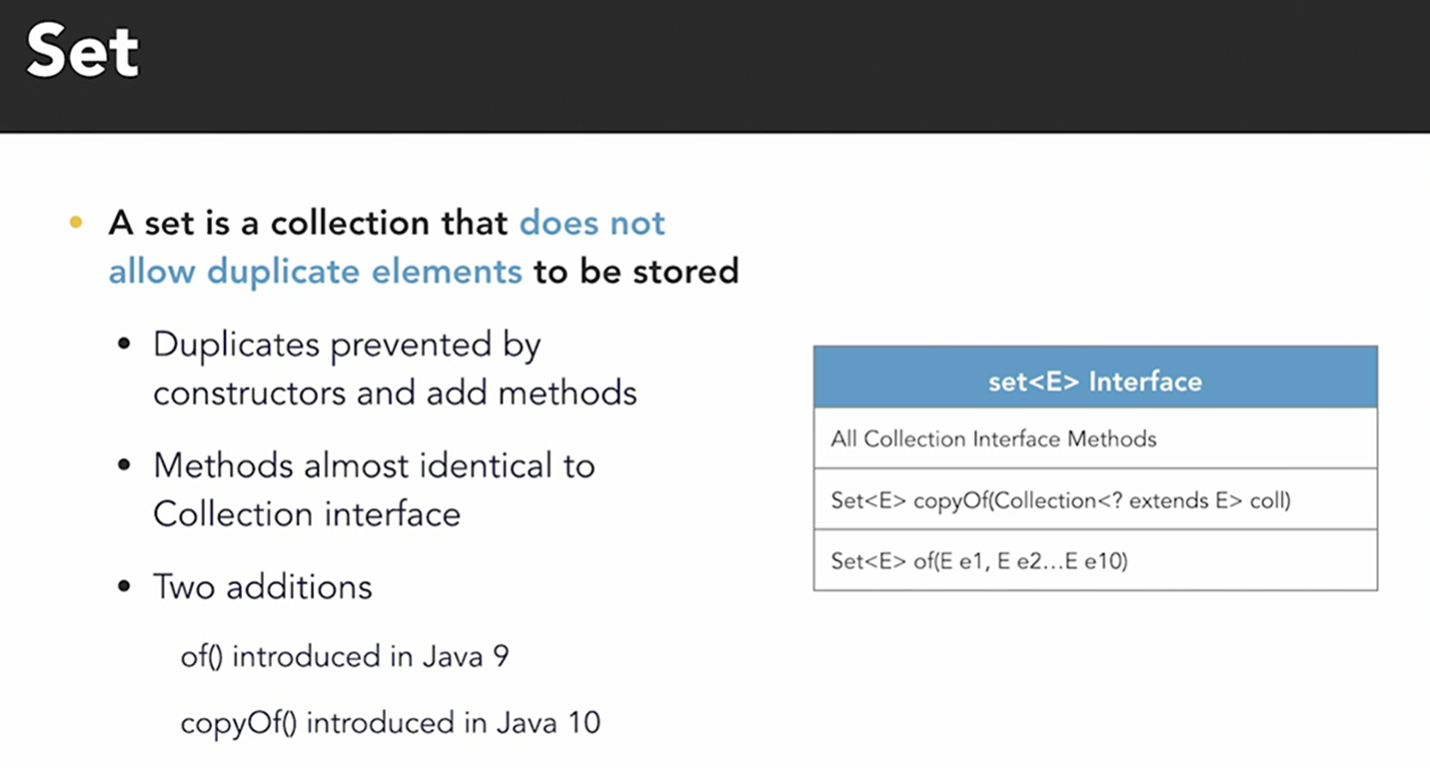 Set
A set is a collection that does not
allow duplicate elements to be stored
Duplicates prevented by
constructors and add methods
Methods almost identical to
Collection interface
Two additions
of() introduced in Java 9
copyOf() introduced in Java 10
set<E> Interface
All Collection Interface Methods
Set<E> copyOf(Collection<? extends E> coll)
Set<E> of(E e1, E e2...E e10)